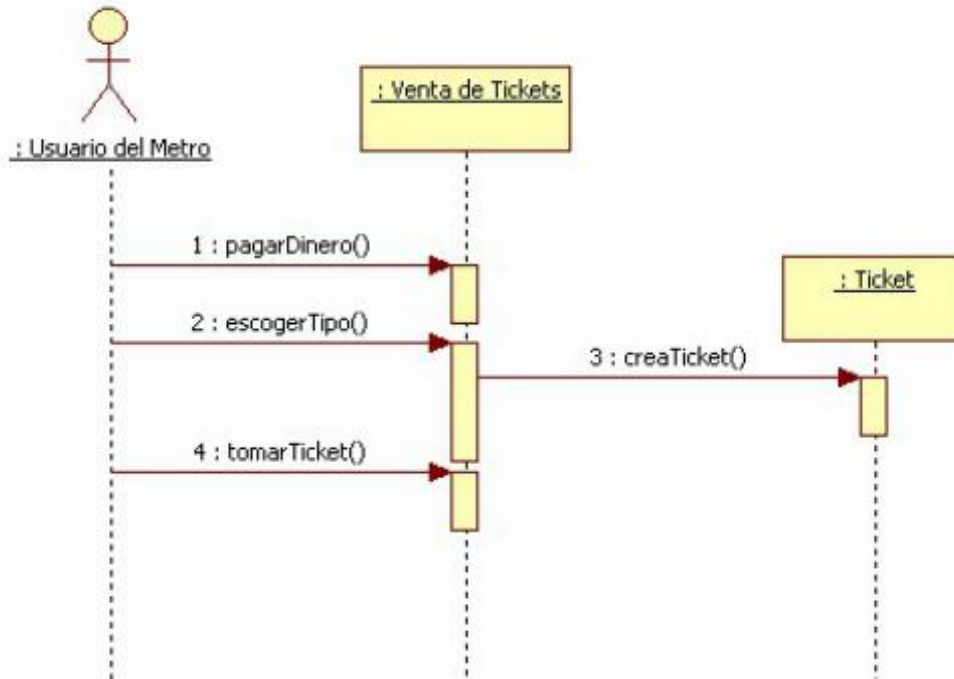 : Venta de Tickets
: Usuario del Metro
1 : pagarDinero()
: Ticket
2 : escogerTipo()
3 : creaTicket()
4 : tomarTicket()